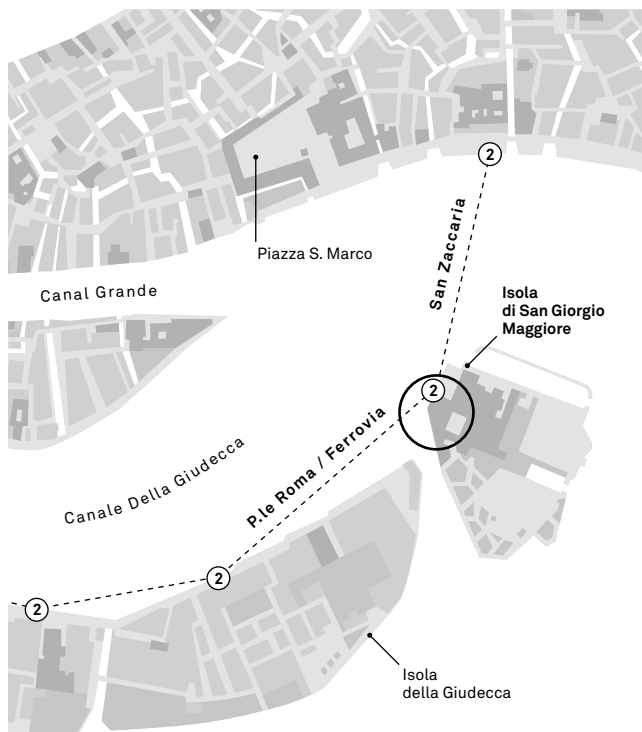 2
Piazza S. Marco
San Zaccaria
Canal Grande
Isola
di San Giorgio
Maggiore
2
P.le Roma / Ferrovia
Canale Della Giudecca
2
2
Isola
della Giudecca